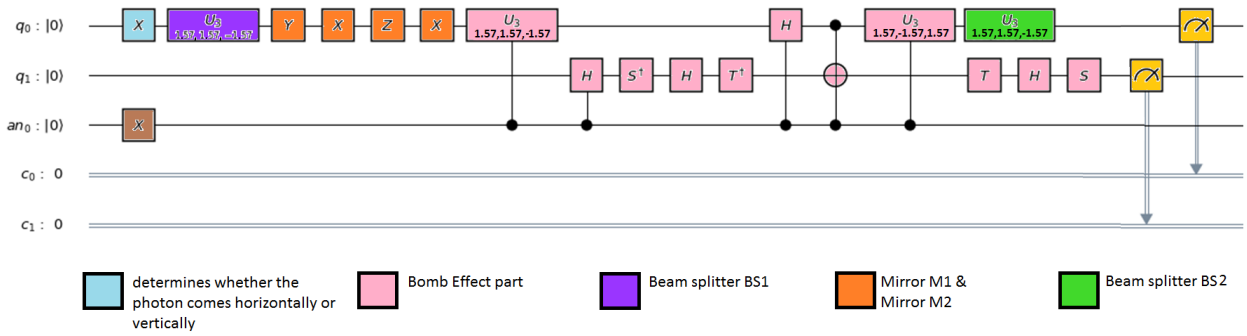 q₀ : |0⟩ X U₃ 1.57, 1.57, −1.57 Y X Z X U₃ 1.57,1.57,-1.57 H U₃ 1.57,-1.57,1.57 U₃ 1.57,1.57,-1.57
q₁ : |0⟩ H S† H T† T H S
an₀ : |0⟩ X
c₀ : 0
c₁ : 0
determines whether the
photon comes horizontally or
vertically
Bomb Effect part
Beam splitter BS1
Mirror M1 &
Mirror M2
Beam splitter BS2